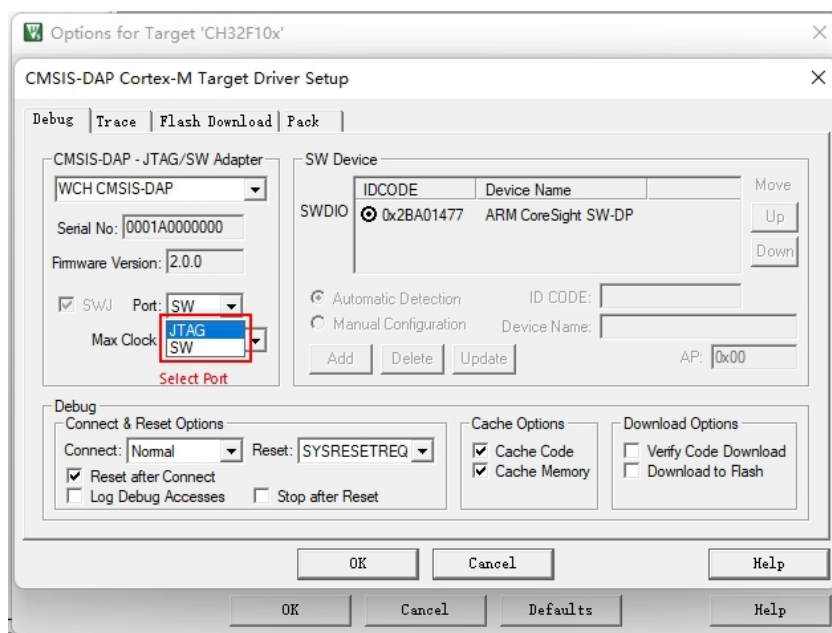 Options for Target 'CH32F10x'
CMSIS-DAP Cortex-M Target Driver Setup
Debug Trace Flash Download Pack
CMSIS-DAP - JTAG/SW Adapter
WCH CMSIS-DAP
Serial No: 0001A0000000
Firmware Version: 2.0.0
SWJ Port: SW
JTAG
SW
Max Clock
Select Port
SW Device
IDCODE Device Name
SWDIO 0x2BA01477 ARM CoreSight SW-DP
Move
Up
Down
Automatic Detection ID CODE:
Manual Configuration Device Name:
Add Delete Update AP: 0x00
Debug
Connect & Reset Options
Connect: Normal Reset: SYSRESETREQ
Reset after Connect
Log Debug Accesses Stop after Reset
Cache Options
Cache Code
Cache Memory
Download Options
Verify Code Download
Download to Flash
OK Cancel Help
OK Cancel Defaults Help